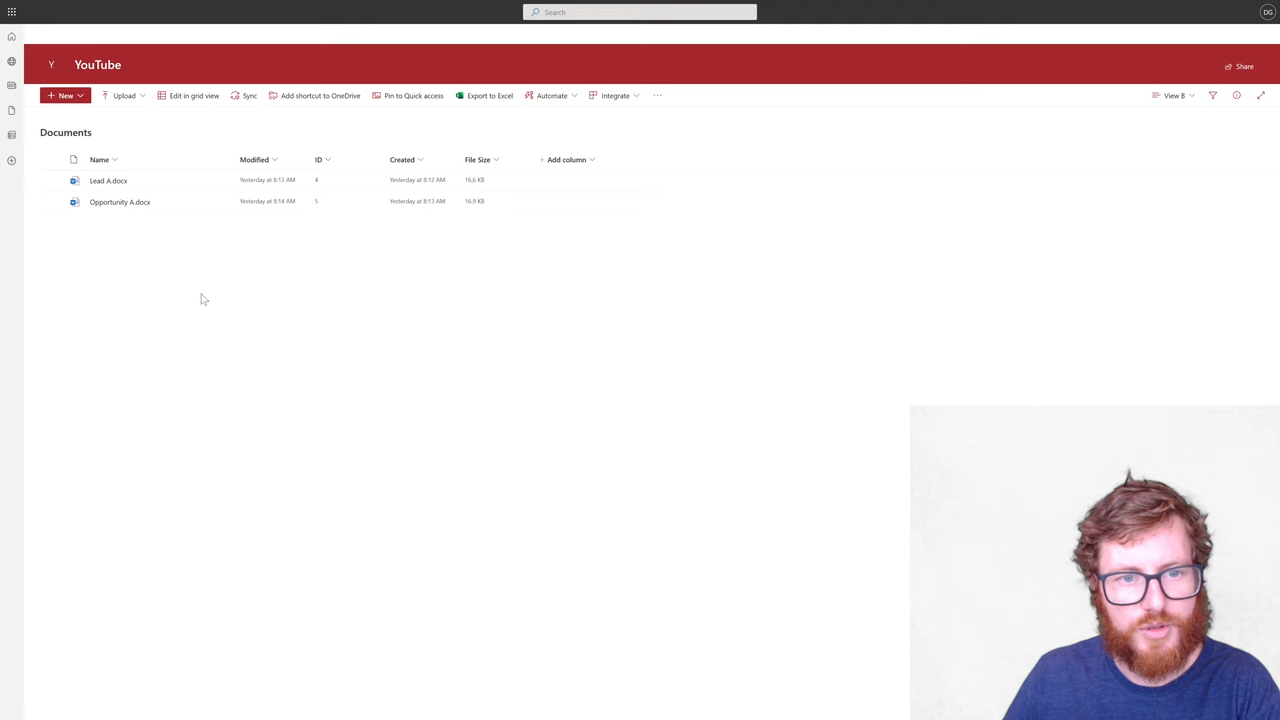 Search
DG
Y YouTube
Share
New Upload Edit in grid view Sync Add shortcut to OneDrive Pin to Quick access Export to Excel Automate Integrate ··· View B
Documents
Name Modified ID Created File Size + Add column
Lead A.docx Yesterday at 8:13 AM 4 Yesterday at 8:12 AM 16.6 KB
Opportunity A.docx Yesterday at 8:14 AM 5 Yesterday at 8:13 AM 16.9 KB